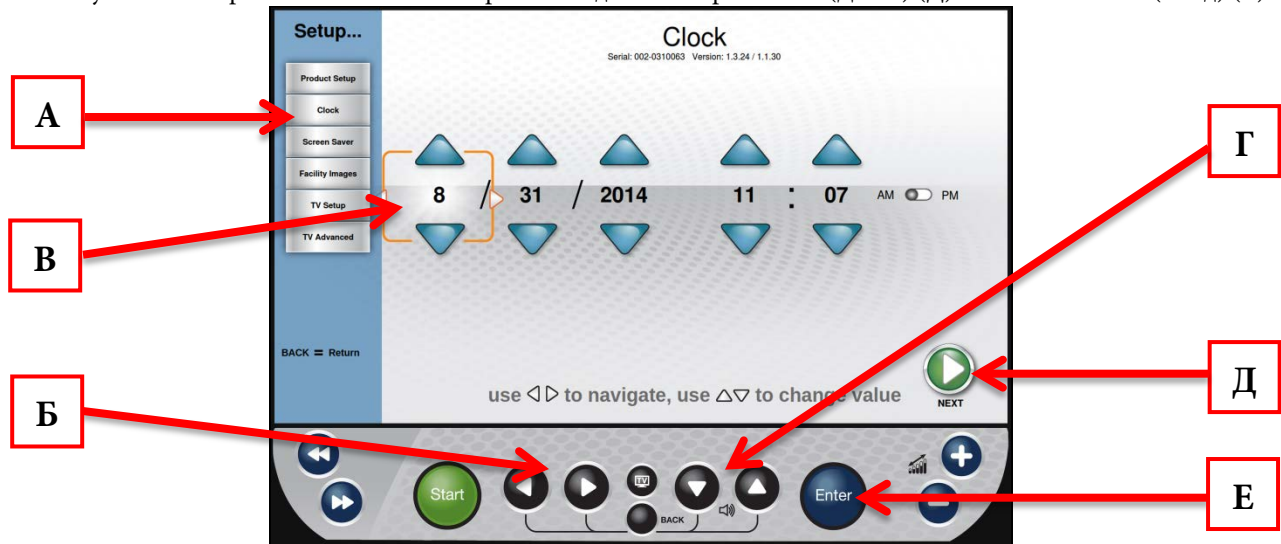 Setup...
Clock
Serial: 002-0310063 Version: 1.3.24 / 1.1.30
Product Setup
Clock
Screen Saver
Facility Images
TV Setup
TV Advanced
8 / 31 / 2014 11 : 07 AM PM
BACK = Return
use ◁ ▷ to navigate, use △▽ to change value
NEXT
Start
TV
BACK
Enter
А
Б
В
Г
Д
Е